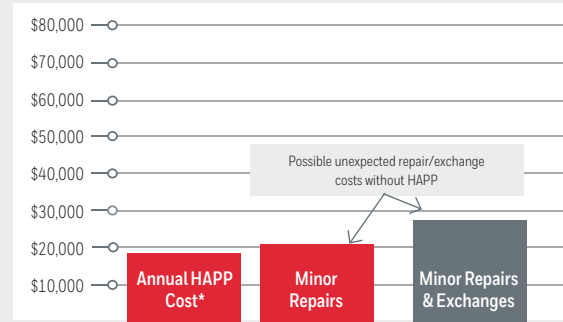 $80,000
$70,000
$60,000
$50,000
$40,000
$30,000
$20,000
$10,000
Possible unexpected repair/exchange
costs without HAPP
Annual HAPP
Cost*
Minor
Repairs
Minor Repairs
& Exchanges